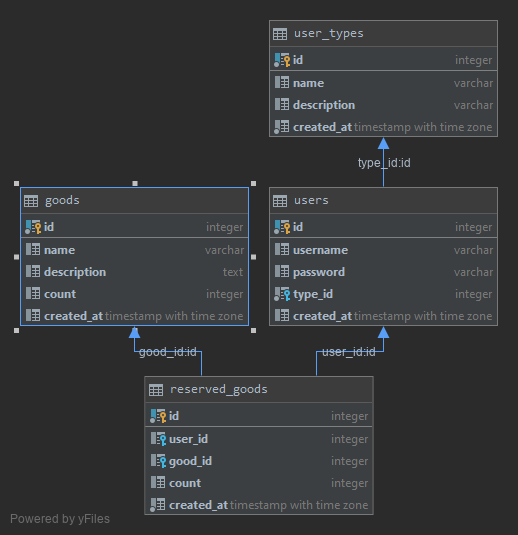 user_types
id integer
name varchar
description varchar
created_at timestamp with time zone
type_id:id
goods
id integer
name varchar
description text
count integer
created_at timestamp with time zone
users
id integer
username varchar
password varchar
type_id integer
created_at timestamp with time zone
good_id:id
user_id:id
reserved_goods
id integer
user_id integer
good_id integer
count integer
created_at timestamp with time zone
Powered by yFiles